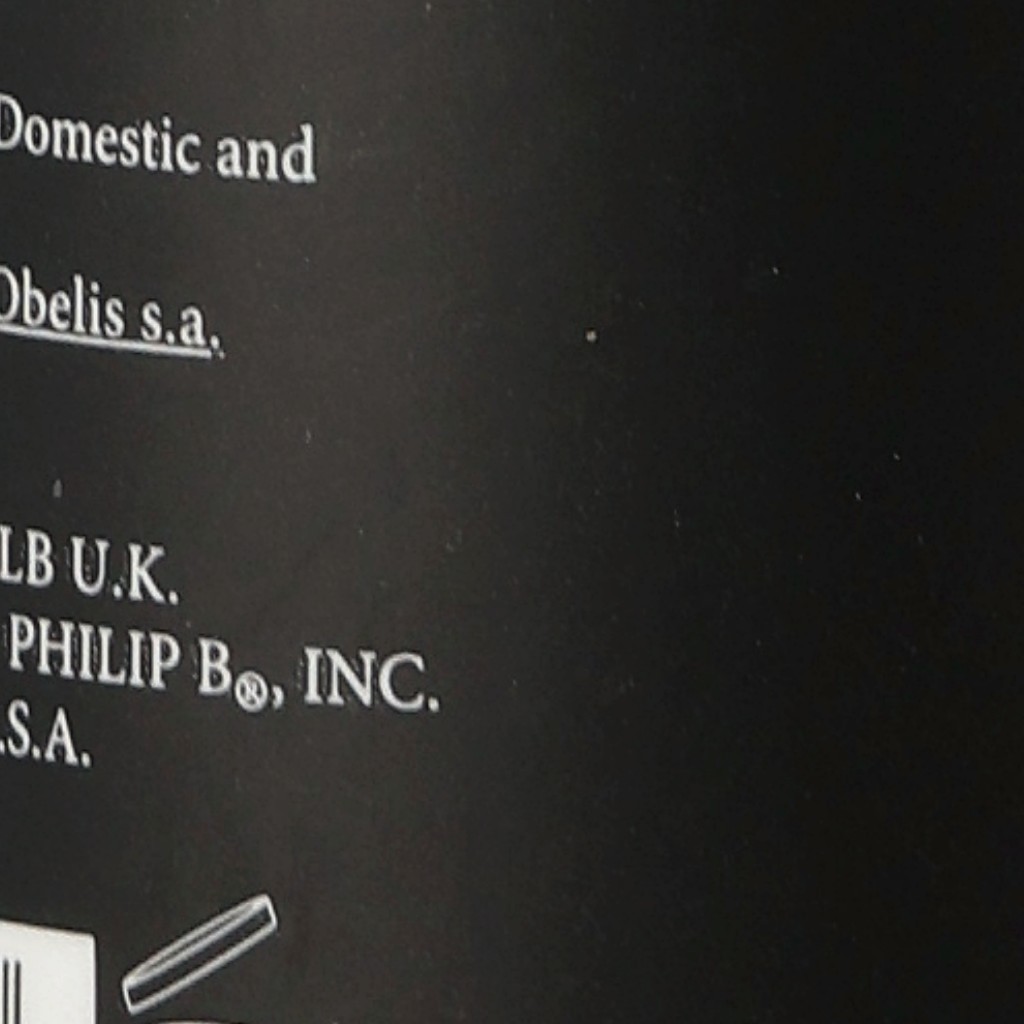 Domestic and
Obelis s.a.
LB U.K.
PHILIP B®, INC.
.S.A.